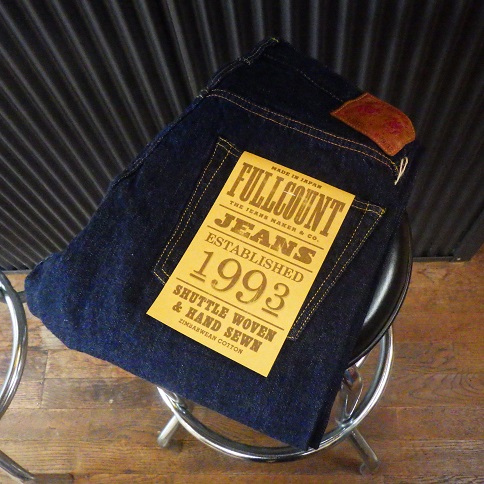 MADE IN JAPAN
FULLCOUNT
THE JEANS MAKER & CO.
JEANS
ESTABLISHED
1993
SHUTTLE WOVEN
& HAND SEWN
ZIMBABWEAN COTTON